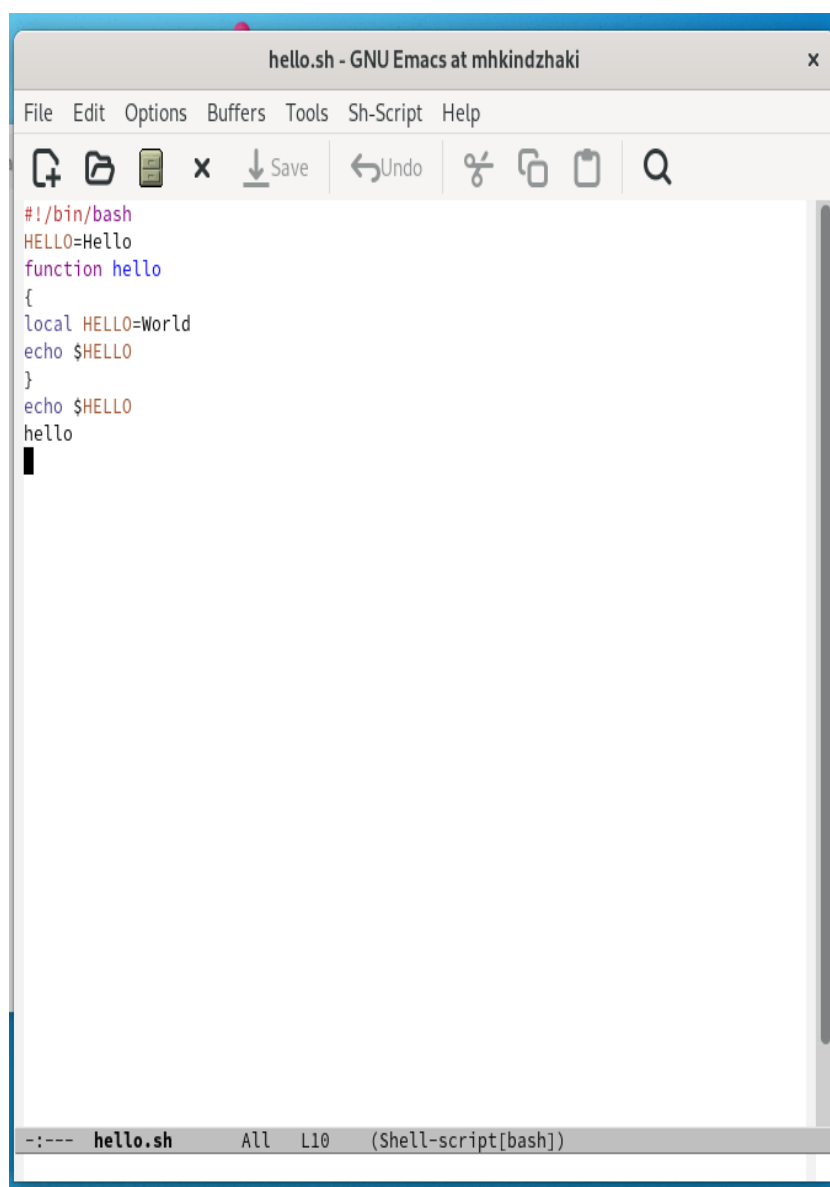 hello.sh - GNU Emacs at mhkindzhaki
File Edit Options Buffers Tools Sh-Script Help
Save Undo
#!/bin/bash
HELLO=Hello
function hello
{
local HELLO=World
echo $HELLO
}
echo $HELLO
hello
-:--- hello.sh All L10 (Shell-script[bash])